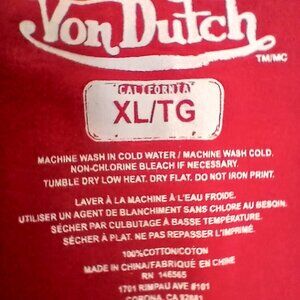 Von Dutch
TM/MC
CALIFORNIA
XL/TG
MACHINE WASH IN COLD WATER / MACHINE WASH COLD.
NON-CHLORINE BLEACH IF NECESSARY.
TUMBLE DRY LOW HEAT. DRY FLAT. DO NOT IRON PRINT.
LAVER À LA MACHINE À L'EAU FROIDE.
UTILISER UN AGENT DE BLANCHIMENT SANS CHLORE AU BESOIN.
SÉCHER PAR CULBUTAGE À BASSE TEMPÉRATURE.
SÉCHER À PLAT. NE PAS REPASSER L'IMPRIMÉ.
100% COTTON/COTON
MADE IN CHINA/FABRIQUÉ EN CHINE
RN 146565
1701 RIMPAU AVE #101
CORONA, CA 92881